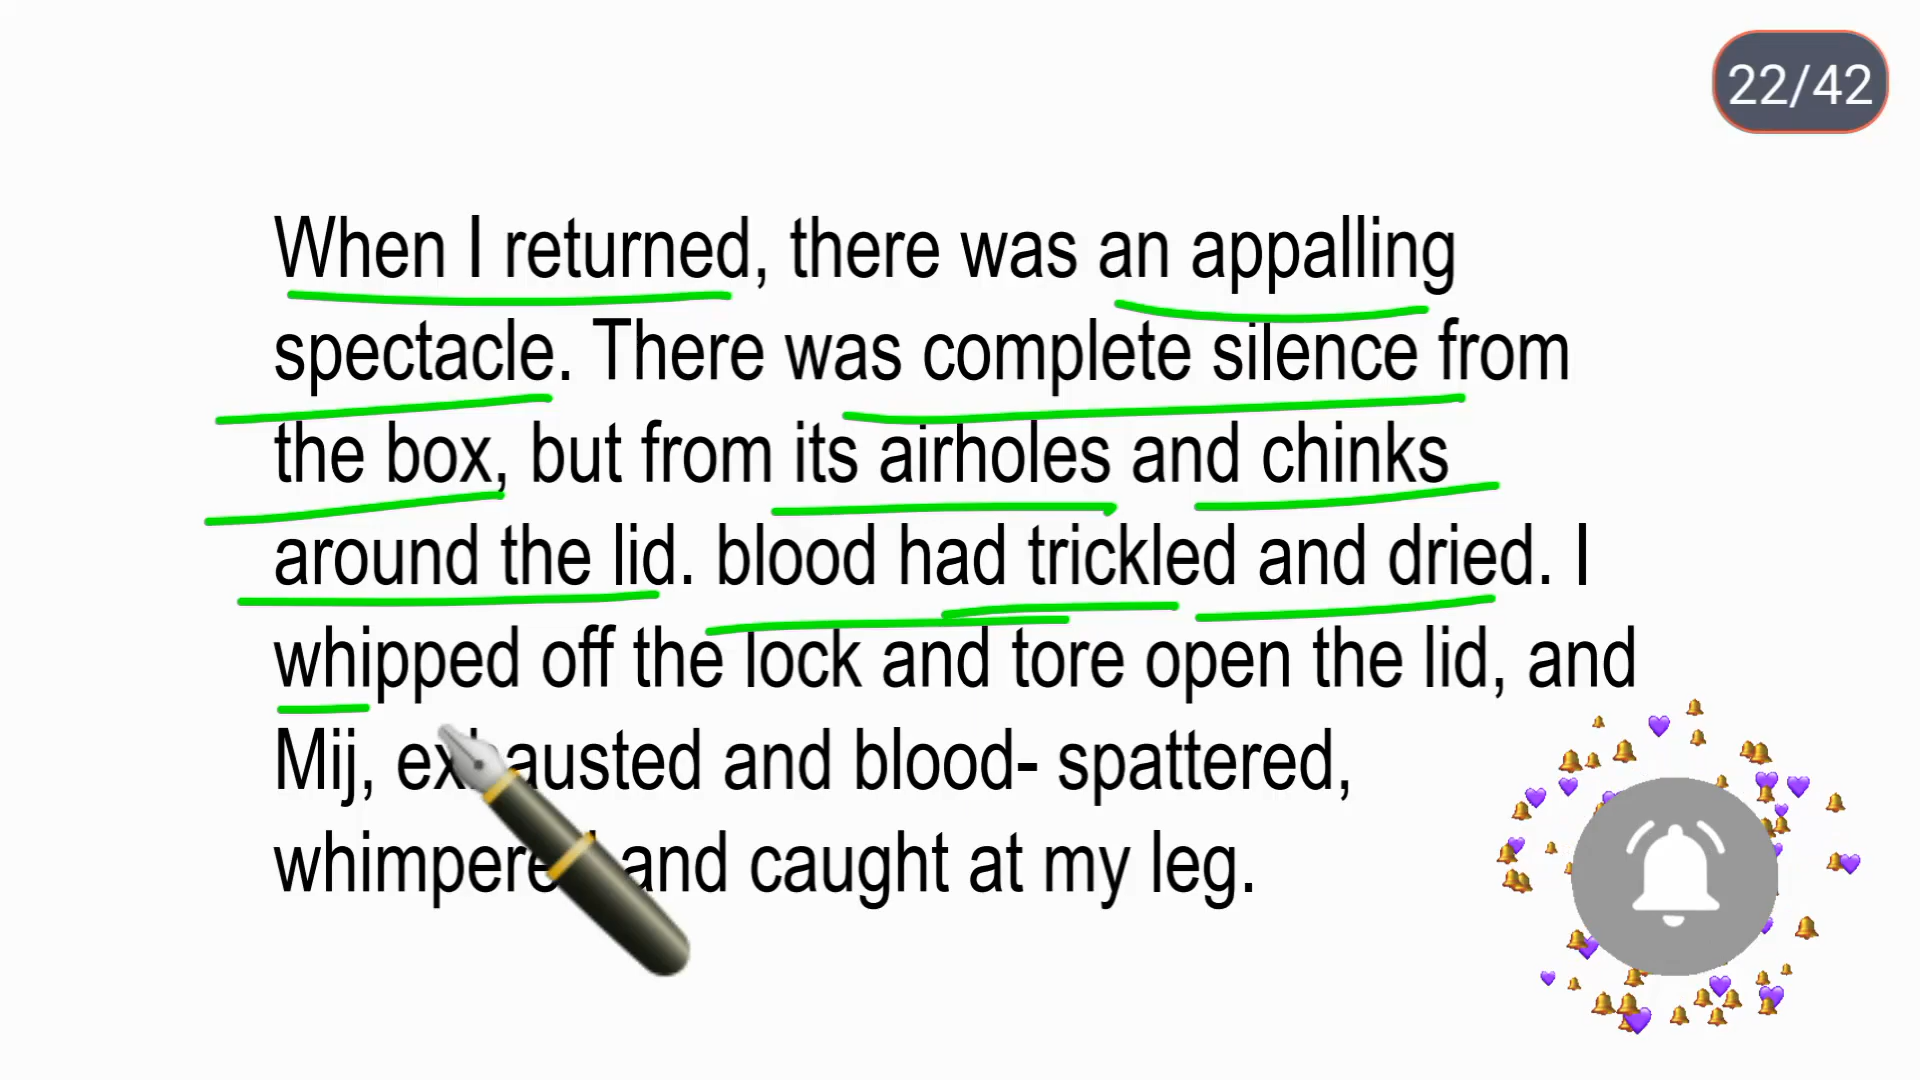 22/42
When I returned, there was an appalling
spectacle. There was complete silence from
the box, but from its airholes and chinks
around the lid. blood had trickled and dried. I
whipped off the lock and tore open the lid, and
Mij, exhausted and blood- spattered,
whimpered and caught at my leg.